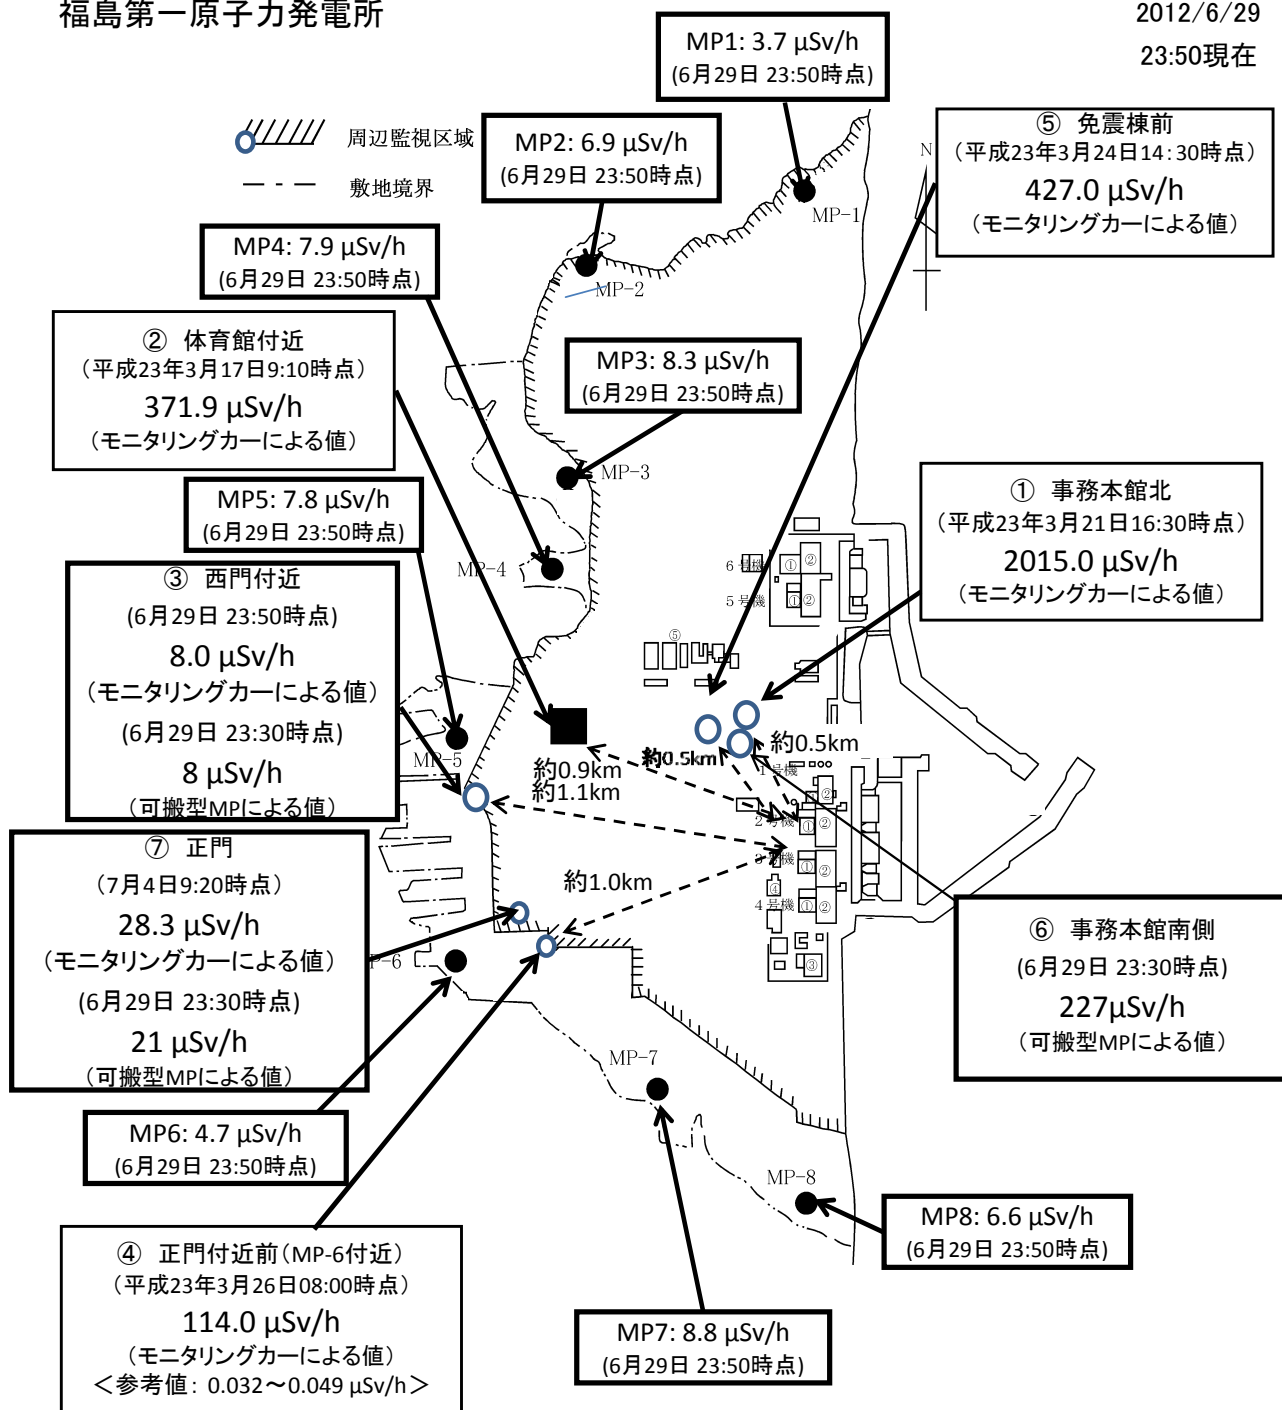 福島第一原子力発電所
2012/6/29
23:50現在
周辺監視区域
敷地境界
MP1: 3.7 μSv/h
(6月29日 23:50時点)
MP2: 6.9 μSv/h
(6月29日 23:50時点)
⑤ 免震棟前
(平成23年3月24日14:30時点)
427.0 μSv/h
(モニタリングカーによる値)
N
MP-1
MP4: 7.9 μSv/h
(6月29日 23:50時点)
MP-2
② 体育館付近
(平成23年3月17日9:10時点)
371.9 μSv/h
(モニタリングカーによる値)
MP3: 8.3 μSv/h
(6月29日 23:50時点)
MP-3
MP5: 7.8 μSv/h
(6月29日 23:50時点)
① 事務本館北
(平成23年3月21日16:30時点)
2015.0 μSv/h
(モニタリングカーによる値)
MP-4
6号機
① ②
5号機
① ②
⑤
③ 西門付近
(6月29日 23:50時点)
8.0 μSv/h
(モニタリングカーによる値)
(6月29日 23:30時点)
8 μSv/h
(可搬型MPによる値)
MP-5
約0.9km
約1.1km
約0.5km
約0.5km
1号機
②
2号機
① ②
3号機
① ②
④
4号機
① ②
③
約1.0km
⑦ 正門
(7月4日9:20時点)
28.3 μSv/h
(モニタリングカーによる値)
(6月29日 23:30時点)
21 μSv/h
(可搬型MPによる値)
P-6
⑥ 事務本館南側
(6月29日 23:30時点)
227μSv/h
(可搬型MPによる値)
MP-7
MP6: 4.7 μSv/h
(6月29日 23:50時点)
MP-8
MP8: 6.6 μSv/h
(6月29日 23:50時点)
④ 正門付近前(MP-6付近)
(平成23年3月26日08:00時点)
114.0 μSv/h
(モニタリングカーによる値)
<参考値: 0.032～0.049 μSv/h>
MP7: 8.8 μSv/h
(6月29日 23:50時点)